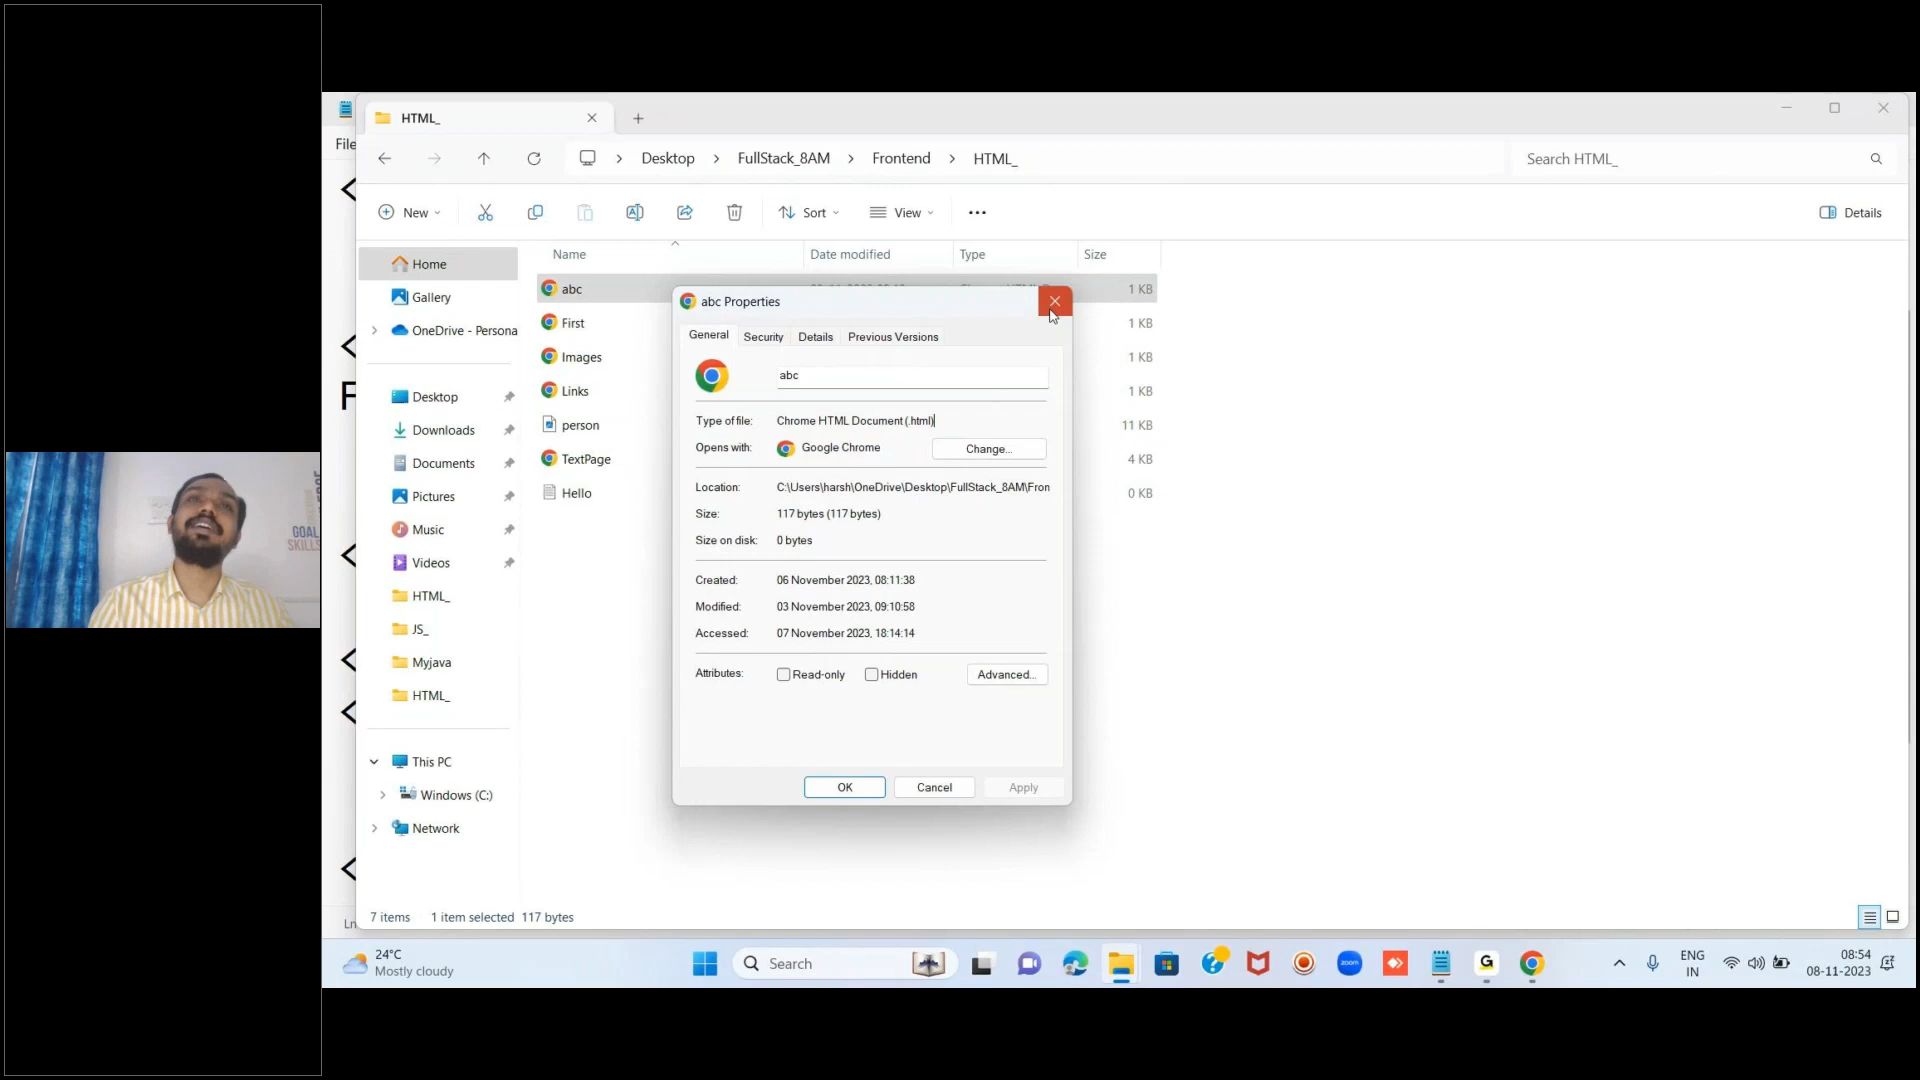 HTML_
File
Desktop > FullStack_8AM > Frontend > HTML_
Search HTML_
New
Sort
View
Details
Name
Date modified
Type
Size
Home
Gallery
OneDrive - Persona
Desktop
Downloads
Documents
Pictures
Music
Videos
HTML_
JS_
Myjava
HTML_
This PC
Windows (C:)
Network
abc
1 KB
First
1 KB
Images
1 KB
Links
1 KB
person
11 KB
TextPage
4 KB
Hello
0 KB
abc Properties
General
Security
Details
Previous Versions
abc
Type of file: Chrome HTML Document (.html)
Opens with: Google Chrome
Change...
Location: C:\Users\harsh\OneDrive\Desktop\FullStack_8AM\Fron
Size: 117 bytes (117 bytes)
Size on disk: 0 bytes
Created: 06 November 2023, 08:11:38
Modified: 03 November 2023, 09:10:58
Accessed: 07 November 2023, 18:14:14
Attributes: Read-only Hidden
Advanced...
OK
Cancel
Apply
7 items 1 item selected 117 bytes
Ln
F
GOAL
SKILLS
24°C
Mostly cloudy
Search
zoom
G
ENG
IN
08:54
08-11-2023